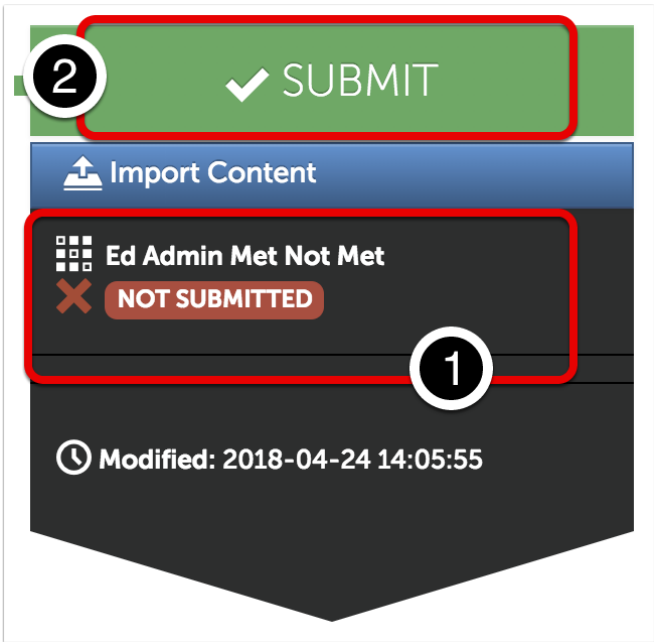 2
SUBMIT
Import Content
Ed Admin Met Not Met
NOT SUBMITTED
1
Modified: 2018-04-24 14:05:55